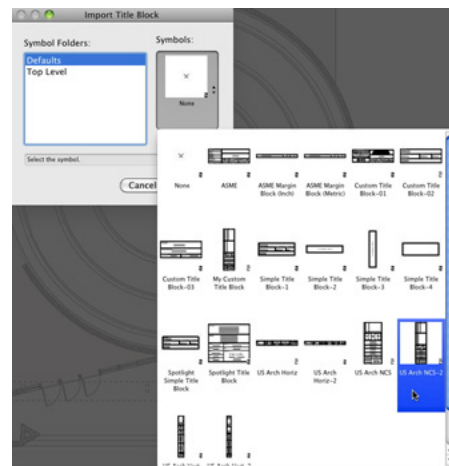 Import Title Block
Symbol Folders:
Symbols:
Defaults
Top Level
None
Select the symbol.
Cancel
None
ASME
ASME Margin
Block (Inch)
ASME Margin
Block (Metric)
Custom Title
Block-01
Custom Title
Block-02
Custom Title
Block-03
My Custom
Title Block
Simple Title
Block-1
Simple Title
Block-2
Simple Title
Block-3
Simple Title
Block-4
Spotlight
Simple Title
Block
Spotlight Title
Block
US Arch Horiz
US Arch
Horiz-2
US Arch NCS
US Arch NCS-2